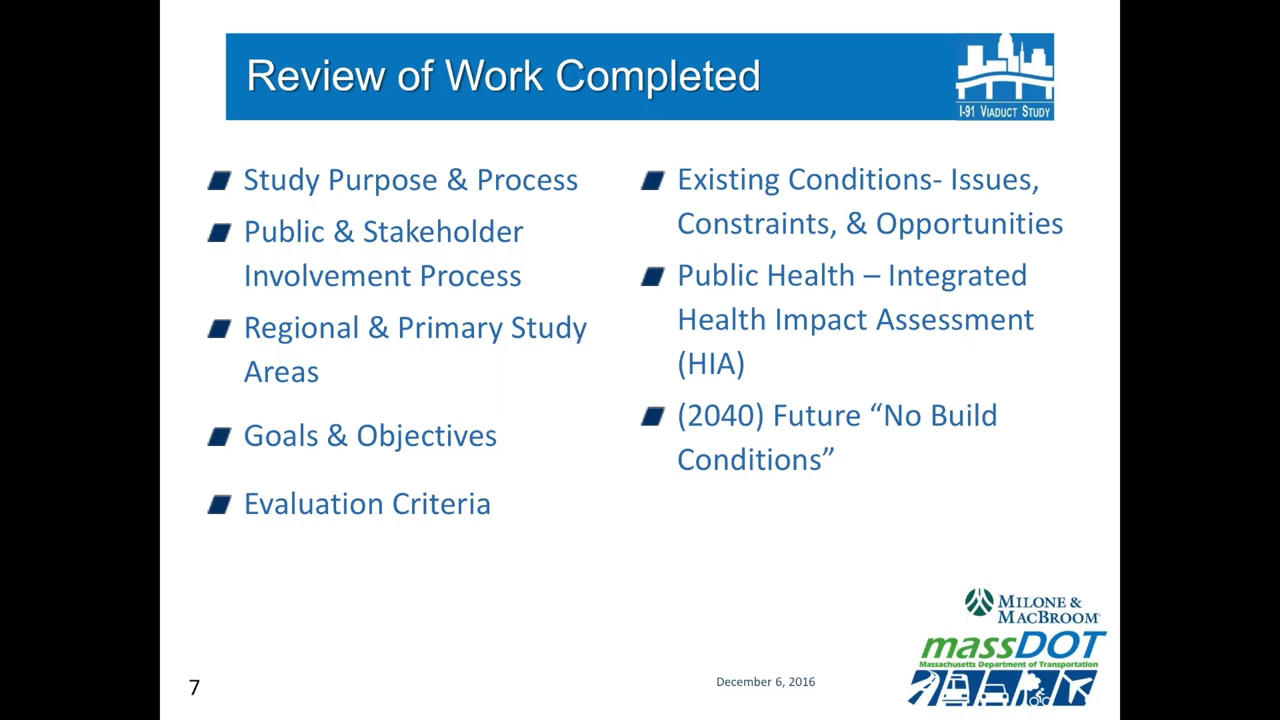 Review of Work Completed
I-91 VIADUCT STUDY
Study Purpose & Process
Public & Stakeholder
Involvement Process
Regional & Primary Study
Areas
Goals & Objectives
Evaluation Criteria
Existing Conditions- Issues,
Constraints, & Opportunities
Public Health – Integrated
Health Impact Assessment
(HIA)
(2040) Future “No Build
Conditions”
MILONE &
MACBROOM
massDOT
Massachusetts Department of Transportation
December 6, 2016
7